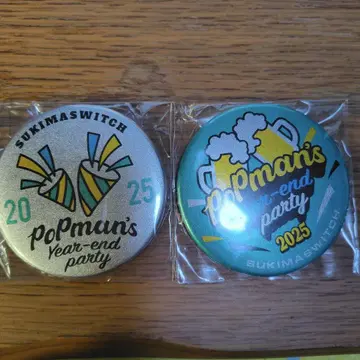 SUKIMASWITCH
20 25
PoPman's
Year-end
party
PoPman's
Year-end
party
2025
SUKIMASWITCH